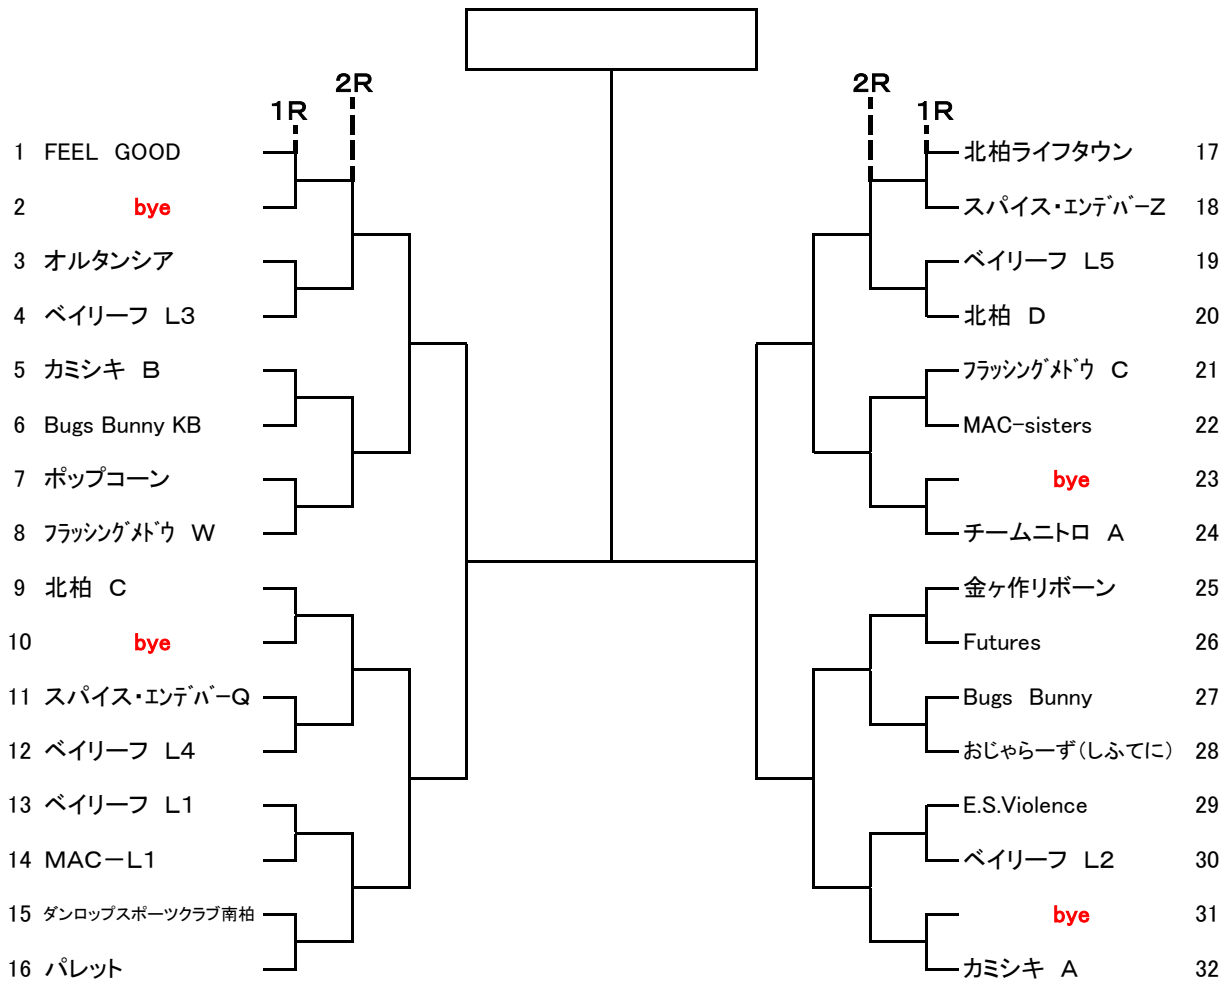 2R 2R
1R 1R
1 FEEL GOOD
2 bye
3 オルタンシア
4 ベイリーフ L3
5 カミシキ B
6 Bugs Bunny KB
7 ポップコーン
8 フラッシングメドウ W
9 北柏 C
10 bye
11 スパイス・エンデバーQ
12 ベイリーフ L4
13 ベイリーフ L1
14 MAC-L1
15 ダンロップスポーツクラブ南柏
16 パレット
北柏ライフタウン 17
スパイス・エンデバーZ 18
ベイリーフ L5 19
北柏 D 20
フラッシングメドウ C 21
MAC-sisters 22
bye 23
チームニトロ A 24
金ヶ作リボーン 25
Futures 26
Bugs Bunny 27
おじゃらーず(しふてに) 28
E.S.Violence 29
ベイリーフ L2 30
bye 31
カミシキ A 32